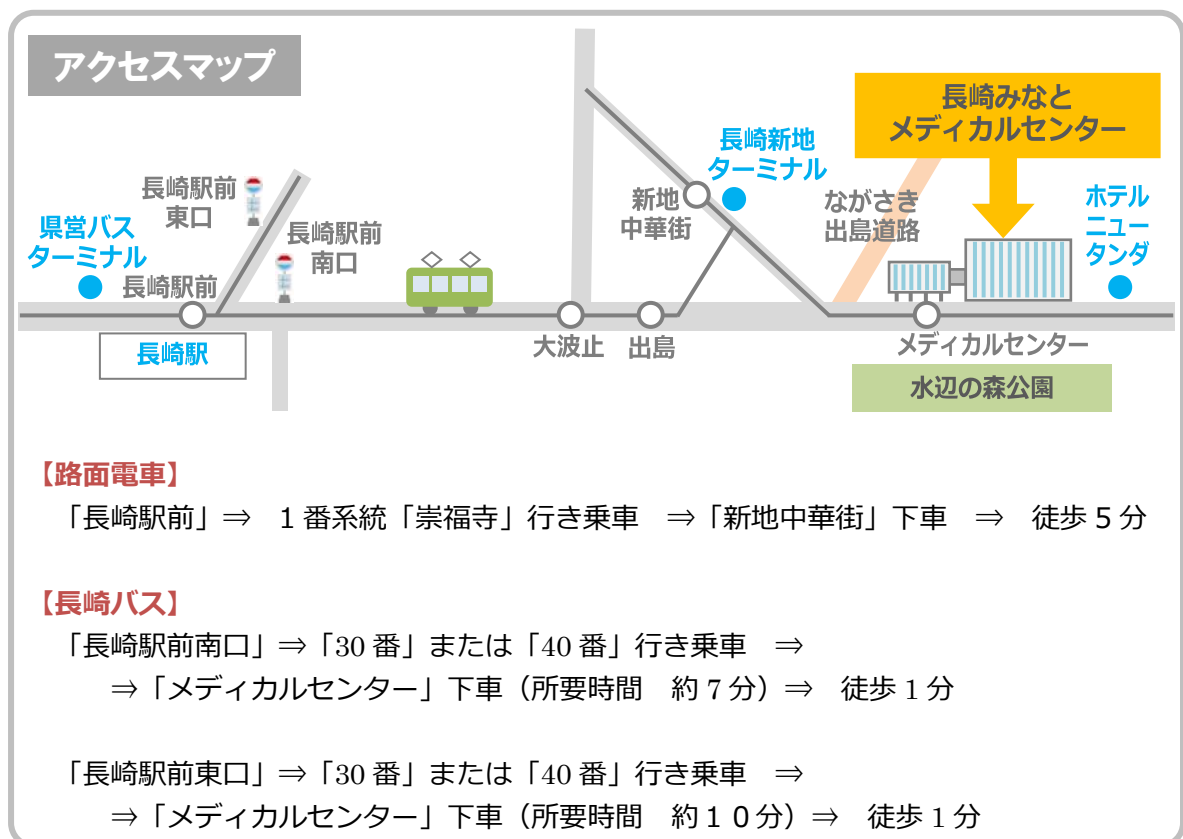 アクセスマップ
長崎みなと
メディカルセンター
長崎新地
ターミナル
長崎駅前
東口
新地
中華街
ながさき
出島道路
ホテル
ニュー
タンダ
県営バス
ターミナル
長崎駅前
南口
長崎駅前
長崎駅
大波止
出島
メディカルセンター
水辺の森公園
【路面電車】
「長崎駅前」⇒　1番系統「崇福寺」行き乗車　⇒「新地中華街」下車　⇒　徒歩5分
【長崎バス】
「長崎駅前南口」⇒「30番」または「40番」行き乗車　⇒
⇒「メディカルセンター」下車（所要時間　約7分）⇒　徒歩1分
「長崎駅前東口」⇒「30番」または「40番」行き乗車　⇒
⇒「メディカルセンター」下車（所要時間　約１０分）⇒　徒歩1分